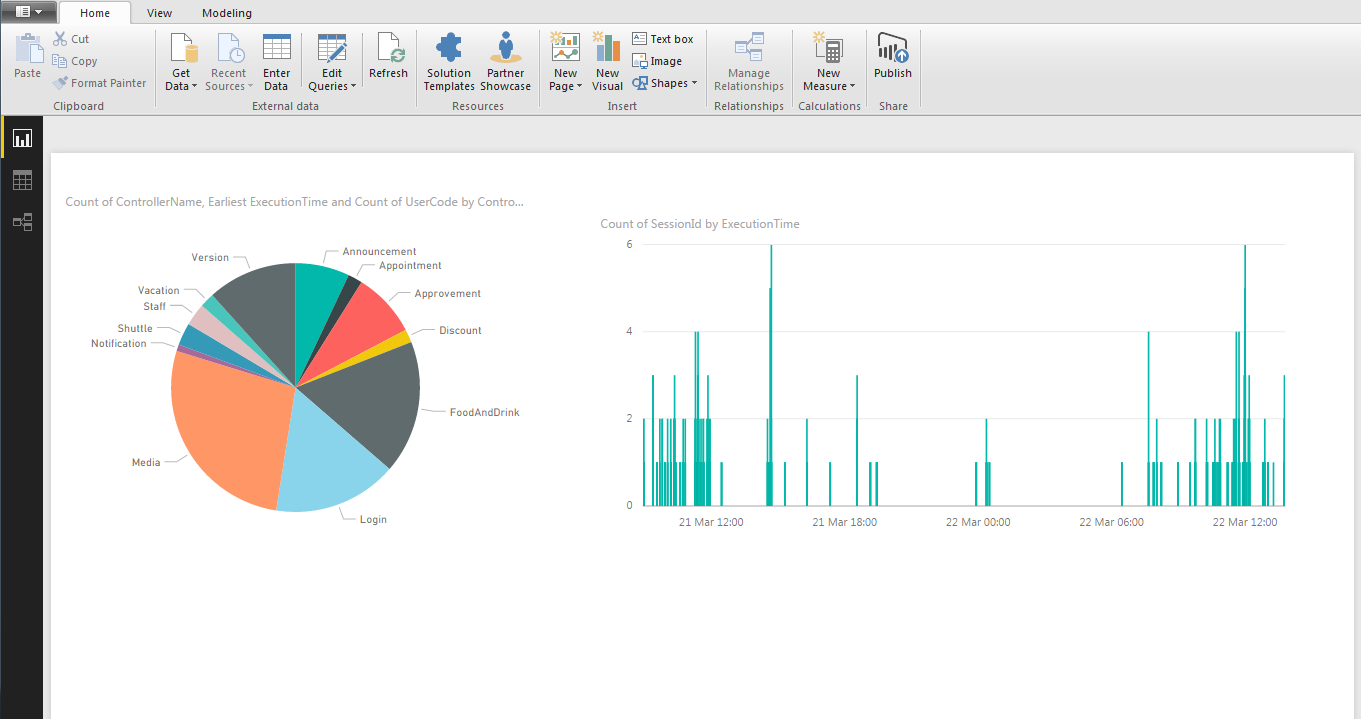 Home View Modeling
Paste
Cut
Copy
Format Painter
Clipboard
Get
Data
Recent
Sources
Enter
Data
Edit
Queries
Refresh
External data
Solution
Templates
Partner
Showcase
Resources
New
Page
New
Visual
Text box
Image
Shapes
Insert
Manage
Relationships
Relationships
New
Measure
Calculations
Publish
Share
Count of ControllerName, Earliest ExecutionTime and Count of UserCode by Contro...
Announcement
Appointment
Approvement
Discount
FoodAndDrink
Login
Media
Notification
Shuttle
Staff
Vacation
Version
Count of SessionId by ExecutionTime
6
4
2
0
21 Mar 12:00 21 Mar 18:00 22 Mar 00:00 22 Mar 06:00 22 Mar 12:00